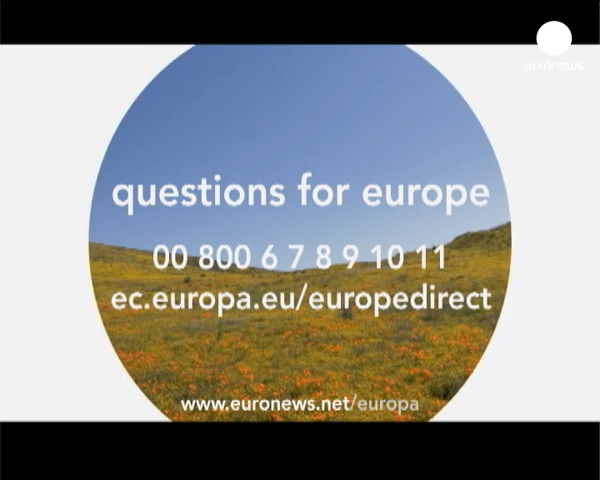 euronews
questions for europe
00 800 6 7 8 9 10 11
ec.europa.eu/europedirect
www.euronews.net/europa